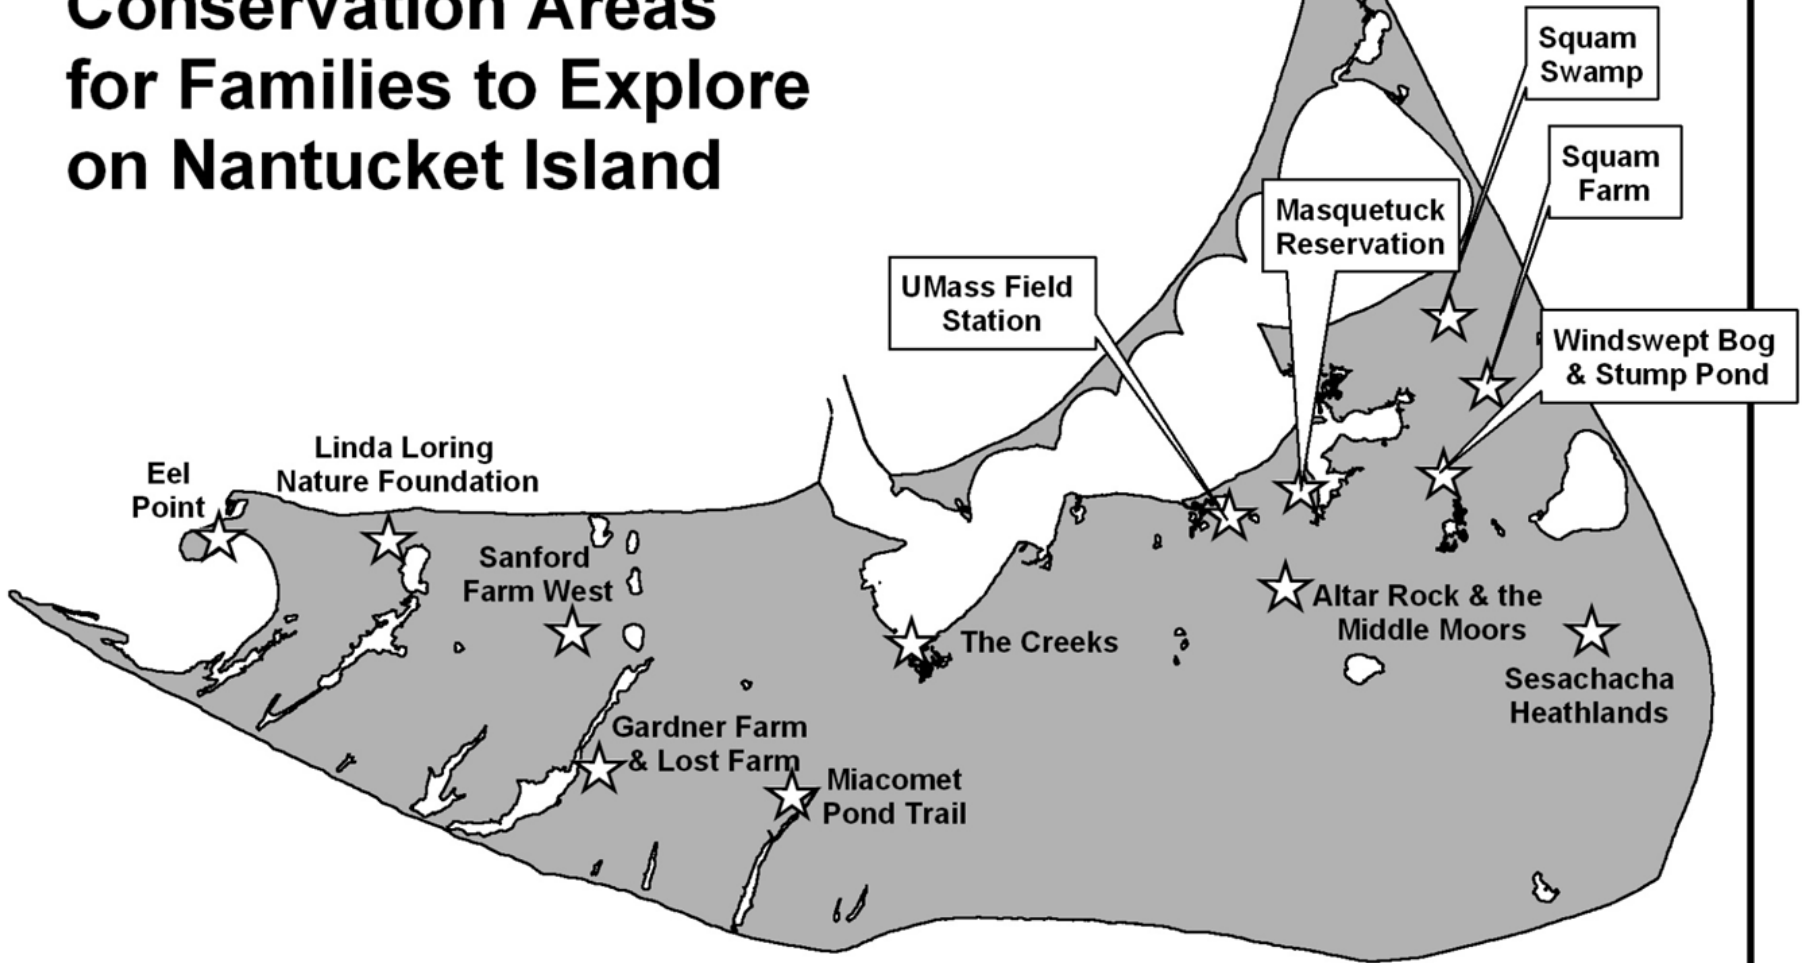 Conservation Areas
for Families to Explore
on Nantucket Island
Squam
Swamp
Squam
Farm
Masquetuck
Reservation
UMass Field
Station
Windswept Bog
& Stump Pond
Linda Loring
Nature Foundation
Eel
Point
Sanford
Farm West
Altar Rock & the
Middle Moors
The Creeks
Sesachacha
Heathlands
Gardner Farm
& Lost Farm
Miacomet
Pond Trail